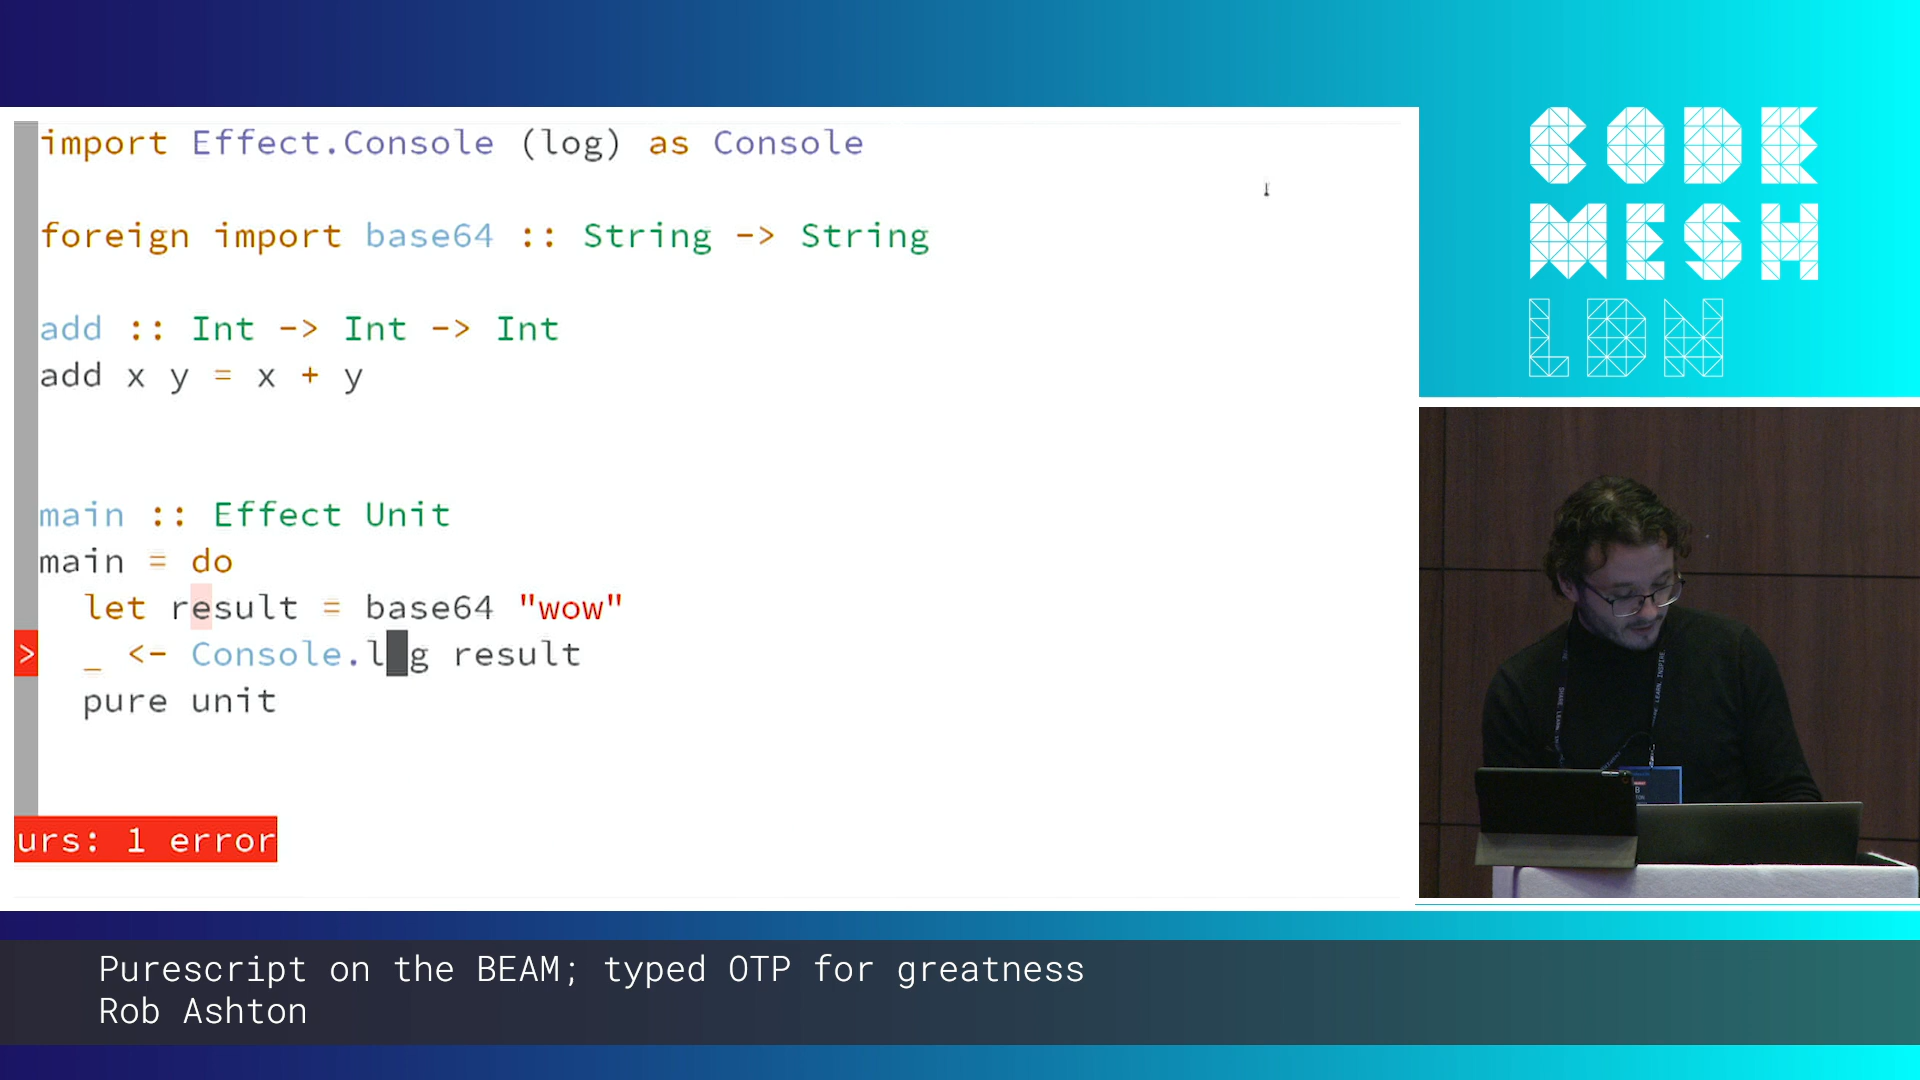 import Effect.Console (log) as Console
foreign import base64 :: String -> String
add :: Int -> Int -> Int
add x y = x + y
main :: Effect Unit
main = do
let result = base64 "wow"
> _ <- Console.l g result
pure unit
urs: 1 error
CODE
MESH
LDN
Purescript on the BEAM; typed OTP for greatness
Rob Ashton